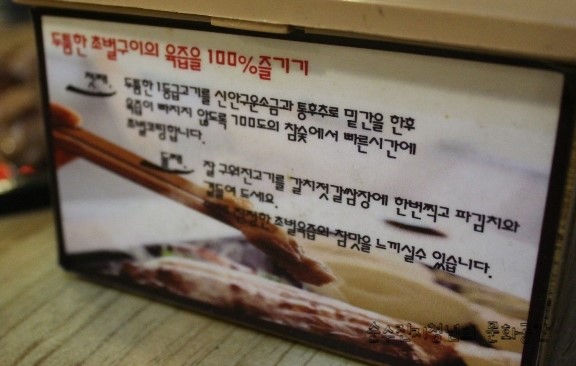 두툼한 초벌구이의 육즙을 100%즐기기
첫째.
두툼한 1등급고기를 신안구운소금과 통후추로 밑간을 한후
육즙이 빠지지 않도록 700도의 참숯에서 빠른시간에
초벌코팅합니다.
둘째.
잘 구워진고기를 갈치젓갈쌈장에 한번찍고 파김치와
곁들여 드세요.
진정한 초벌육즙의 참맛을 느끼실수 있습니다.